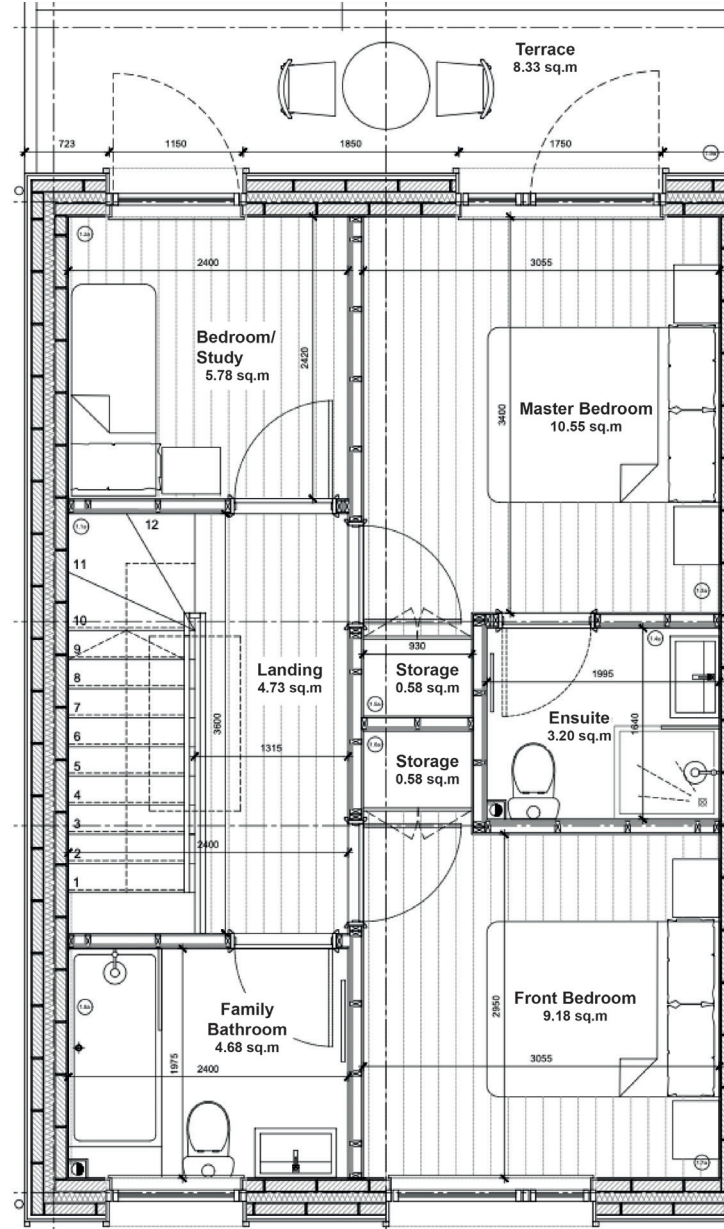 Terrace
8.33 sq.m
723
1150
1850
1750
2400
3055
Bedroom/
Study
5.78 sq.m
2420
Master Bedroom
10.55 sq.m
3400
12
11
10
9
8
7
6
5
4
3
2
1
Landing
4.73 sq.m
3600
1315
2400
930
Storage
0.58 sq.m
Storage
0.58 sq.m
1995
Ensuite
3.20 sq.m
1640
Family
Bathroom
4.68 sq.m
1975
2400
Front Bedroom
9.18 sq.m
2950
3055